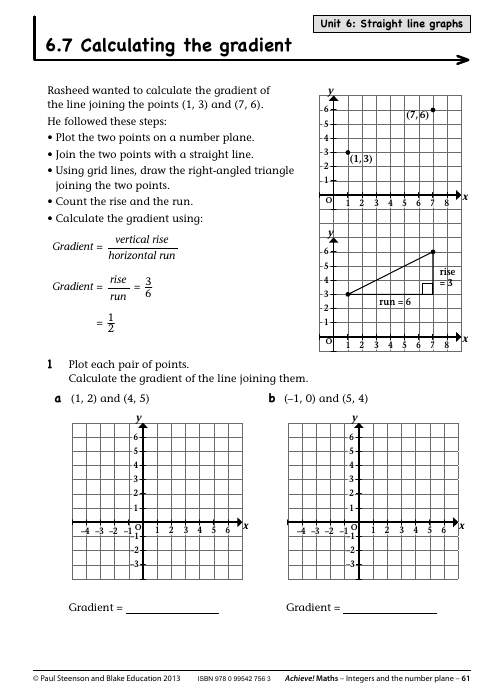 Unit 6: Straight line graphs
6.7 Calculating the gradient
Rasheed wanted to calculate the gradient of
the line joining the points (1, 3) and (7, 6).
He followed these steps:
• Plot the two points on a number plane.
• Join the two points with a straight line.
• Using grid lines, draw the right-angled triangle
joining the two points.
• Count the rise and the run.
• Calculate the gradient using:
Gradient = vertical rise
horizontal run
Gradient = rise = 3
run 6
= 1
2
y
6
5
4
3
2
1
(7, 6)
(1, 3)
O 1 2 3 4 5 6 7 8 x
y
6
5
4
3
2
1
rise
= 3
run = 6
O 1 2 3 4 5 6 7 8 x
1 Plot each pair of points.
Calculate the gradient of the line joining them.
a (1, 2) and (4, 5)
b (–1, 0) and (5, 4)
y
6
5
4
3
2
1
–4 –3 –2 –1 O 1 2 3 4 5 6 x
–1
–2
–3
y
6
5
4
3
2
1
–4 –3 –2 –1 O 1 2 3 4 5 6 x
–1
–2
–3
Gradient =
Gradient =
© Paul Steenson and Blake Education 2013 ISBN 978 0 99542 756 3 Achieve! Maths – Integers and the number plane – 61